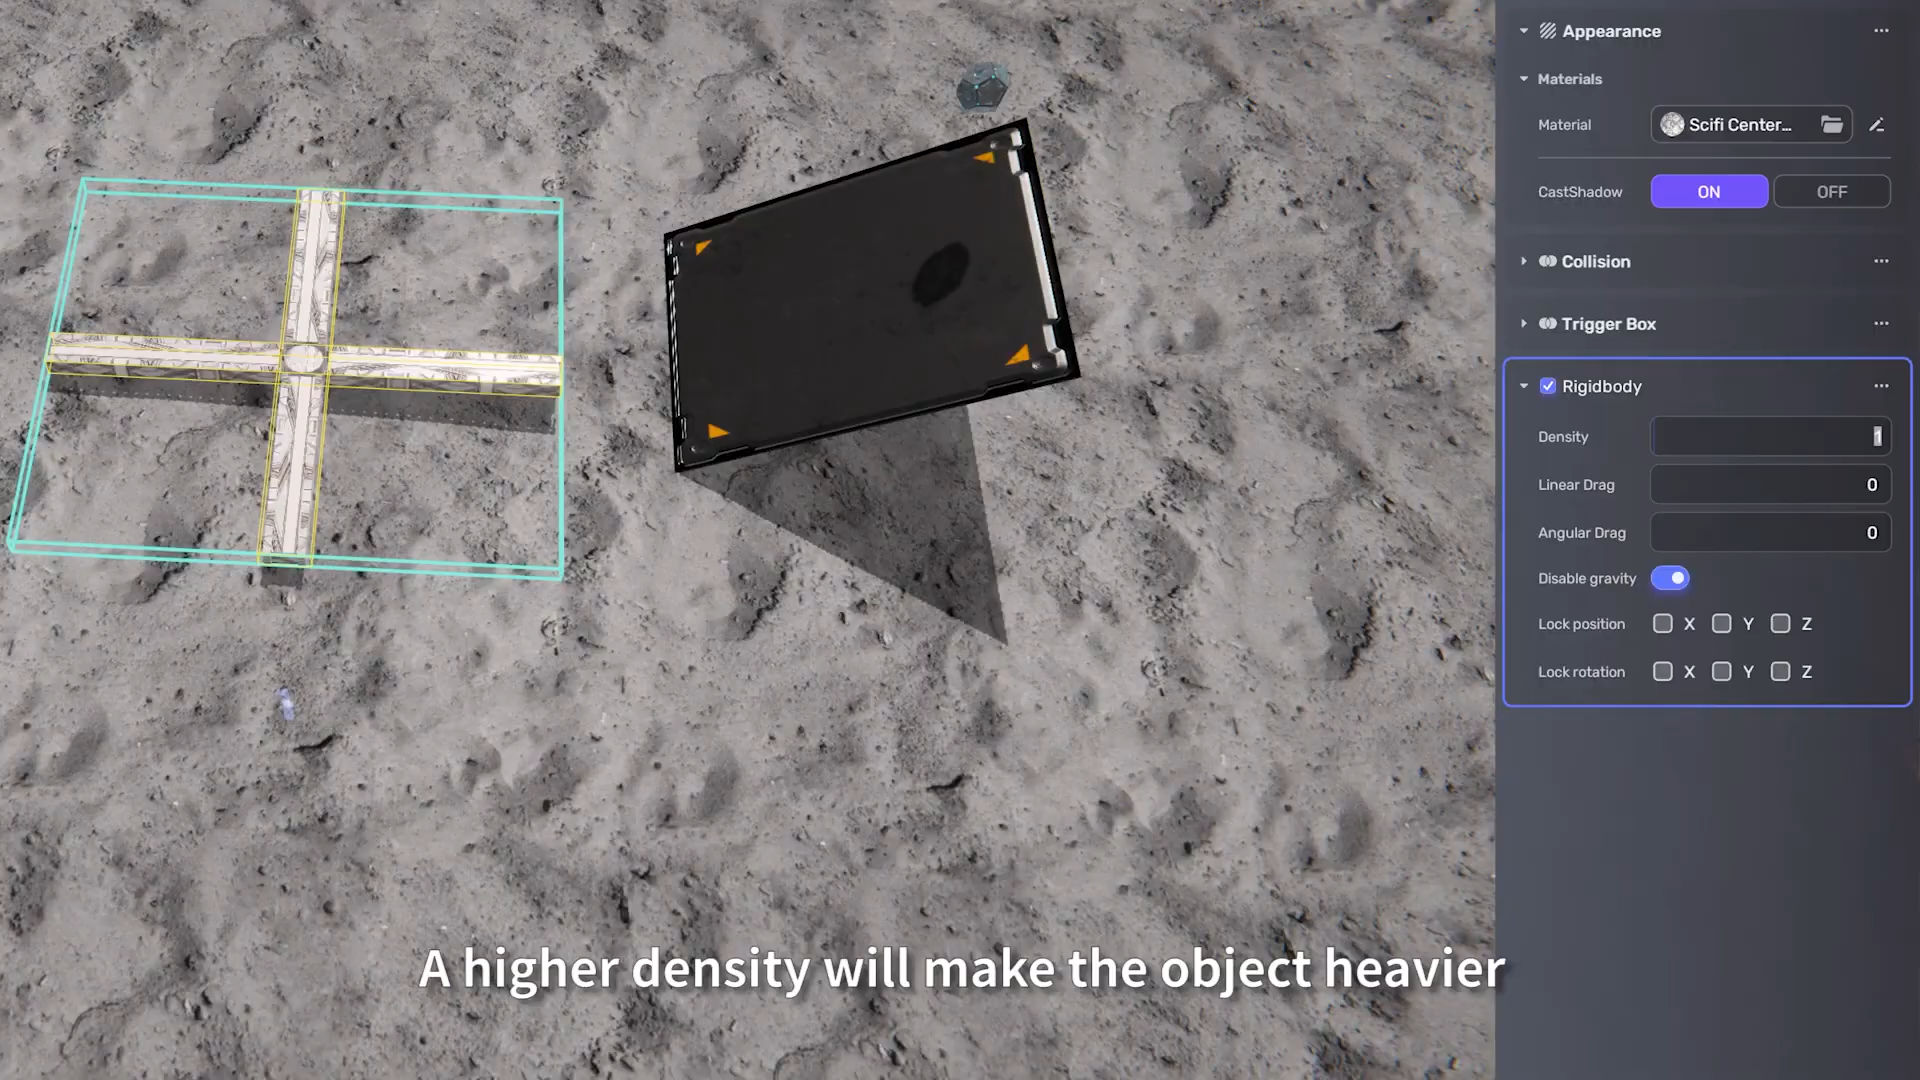 Appearance
Materials
Material Scifi Center...
CastShadow ON OFF
Collision
Trigger Box
Rigidbody
Density 1
Linear Drag 0
Angular Drag 0
Disable gravity
Lock position X Y Z
Lock rotation X Y Z
A higher density will make the object heavier